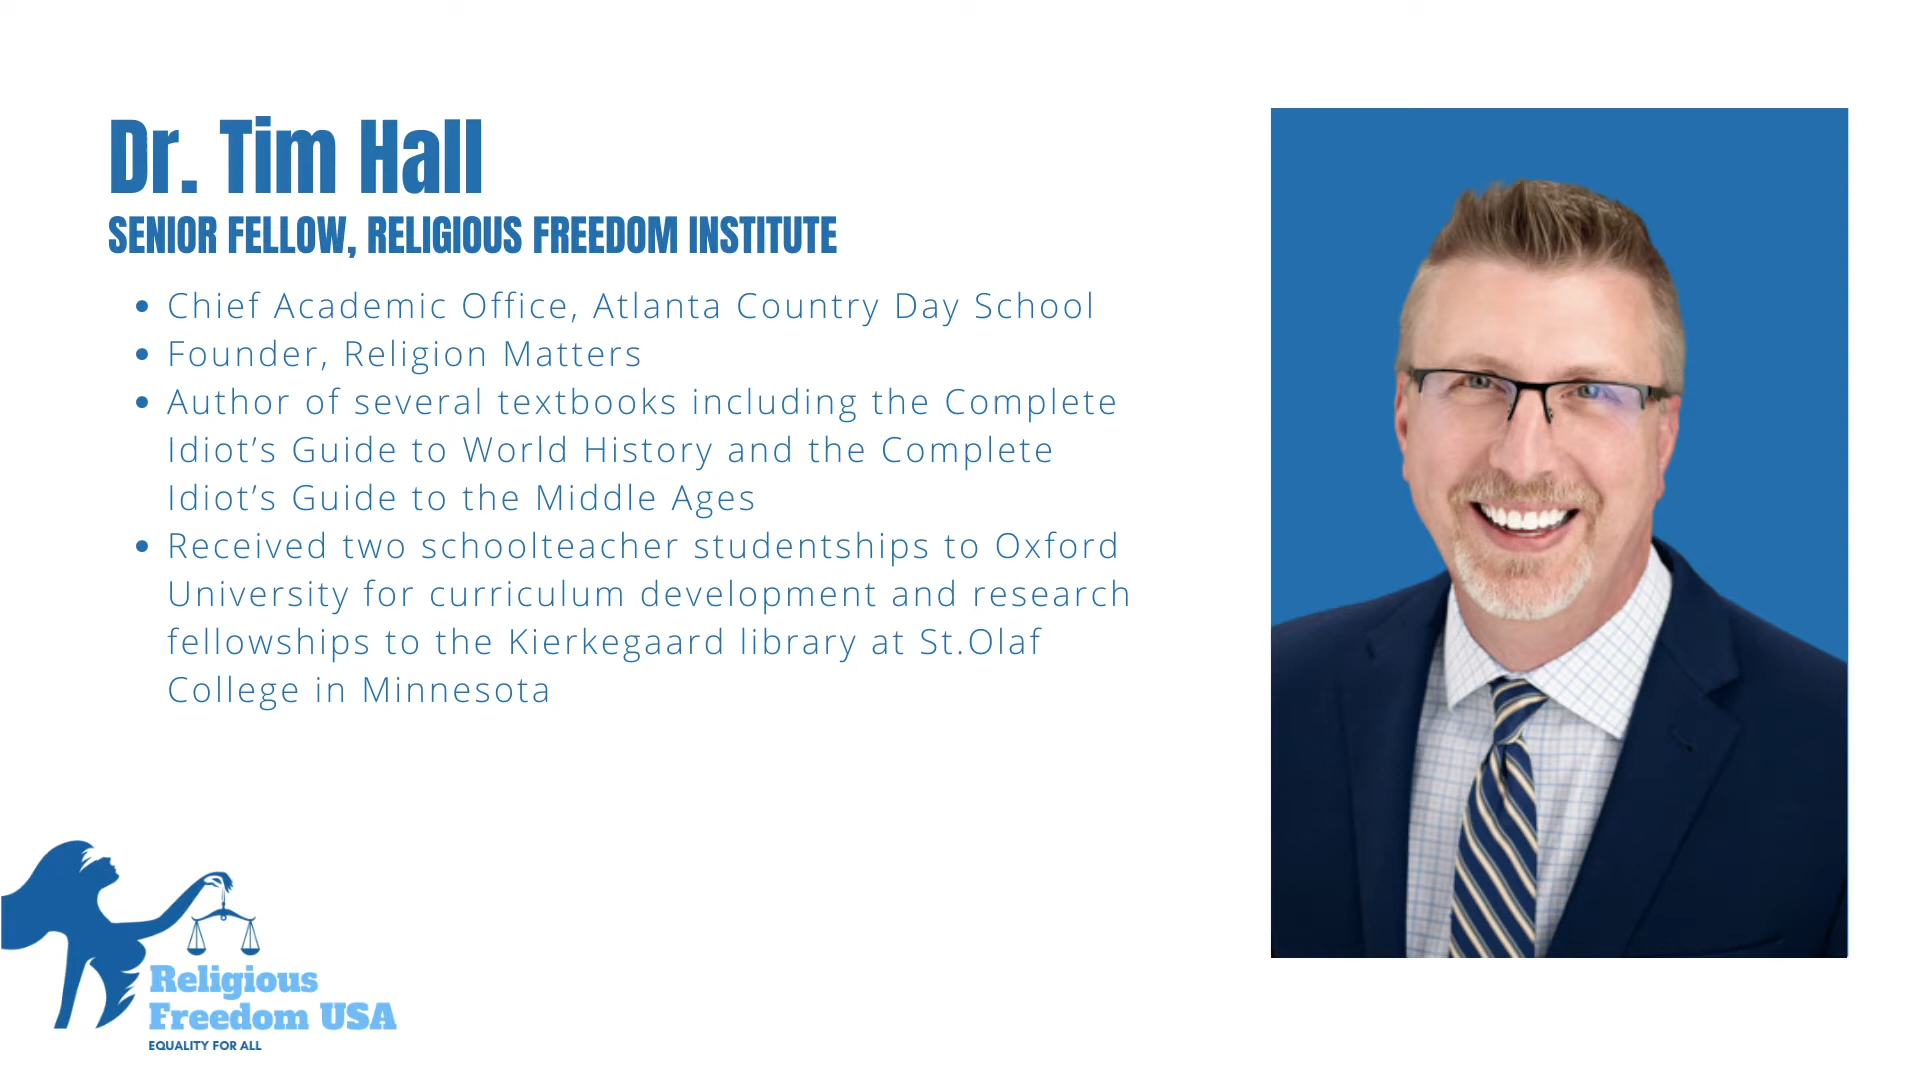 Dr. Tim Hall
SENIOR FELLOW, RELIGIOUS FREEDOM INSTITUTE
• Chief Academic Office, Atlanta Country Day School
• Founder, Religion Matters
• Author of several textbooks including the Complete
Idiot’s Guide to World History and the Complete
Idiot’s Guide to the Middle Ages
• Received two schoolteacher studentships to Oxford
University for curriculum development and research
fellowships to the Kierkegaard library at St.Olaf
College in Minnesota
Religious
Freedom USA
EQUALITY FOR ALL